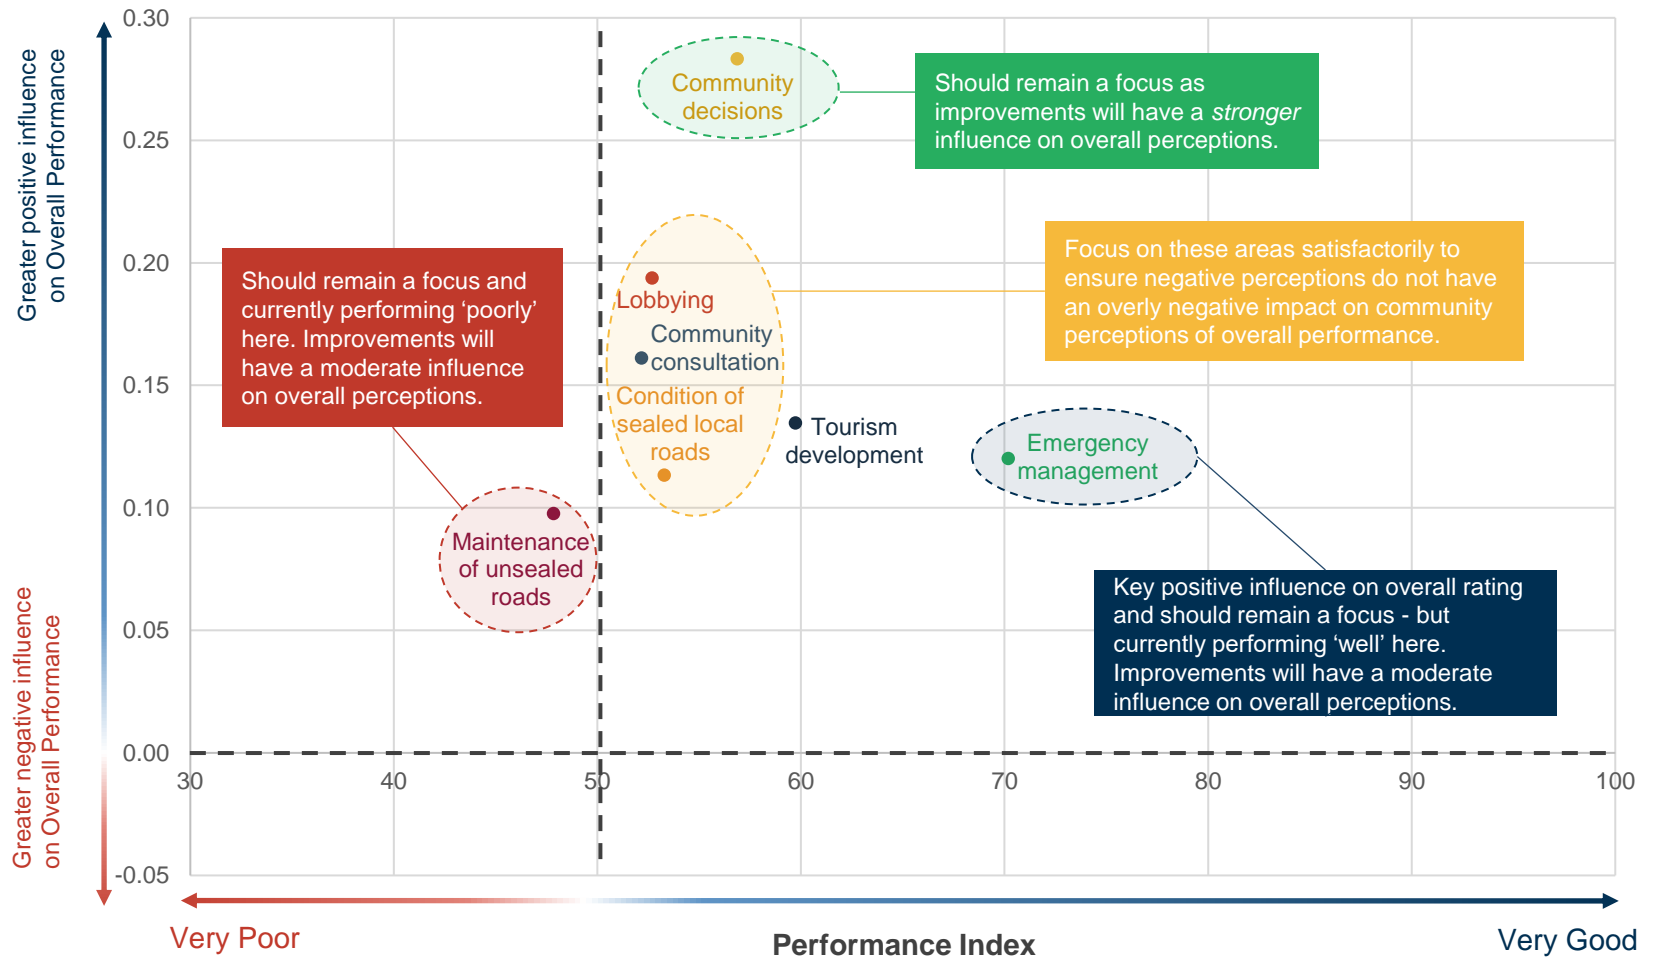 Greater positive influence
on Overall Performance
Greater negative influence
on Overall Performance
0.30
0.25
0.20
0.15
0.10
0.05
0.00
-0.05
30
40
50
60
70
80
90
100
Community
decisions
Should remain a focus as
improvements will have a stronger
influence on overall perceptions.
Focus on these areas satisfactorily to
ensure negative perceptions do not have
an overly negative impact on community
perceptions of overall performance.
Should remain a focus and
currently performing ‘poorly’
here. Improvements will
have a moderate influence
on overall perceptions.
Lobbying
Community
consultation
Condition of
sealed local
roads
Tourism
development
Emergency
management
Maintenance
of unsealed
roads
Key positive influence on overall rating
and should remain a focus - but
currently performing ‘well’ here.
Improvements will have a moderate
influence on overall perceptions.
Very Poor
Performance Index
Very Good